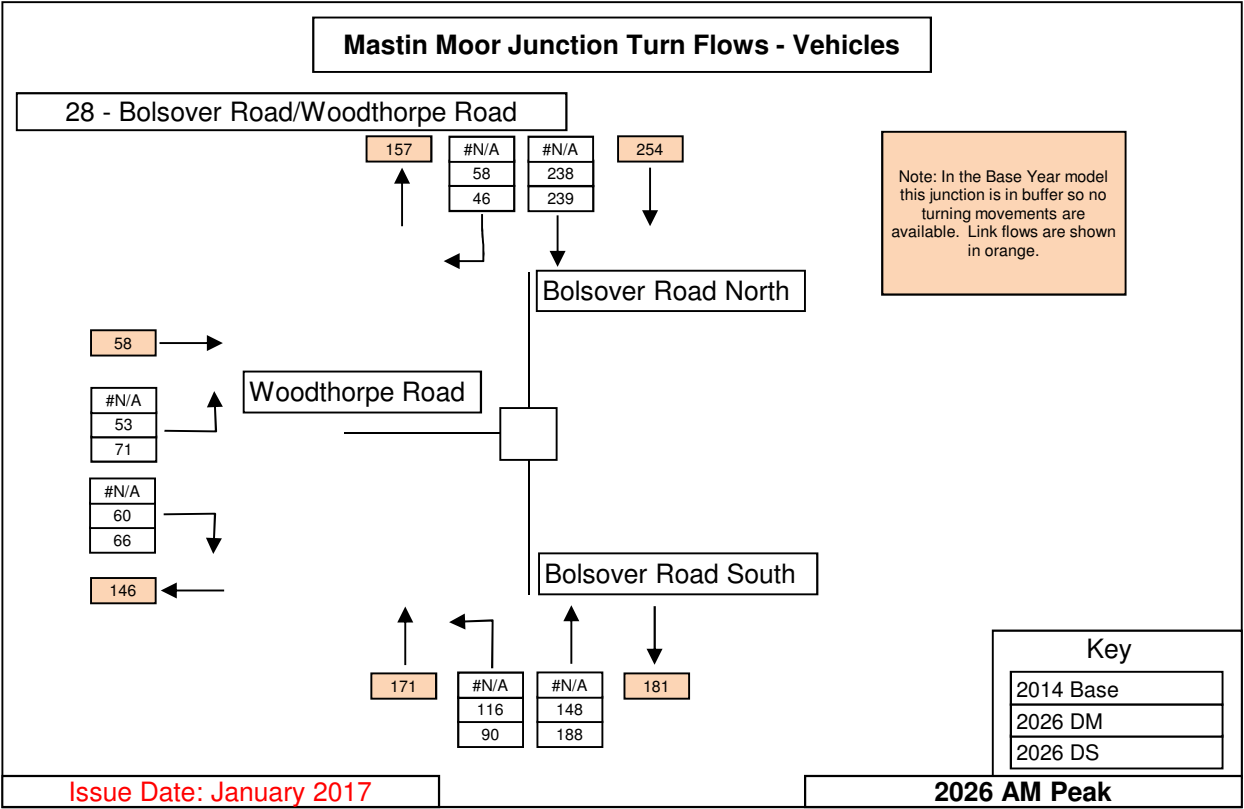 Mastin Moor Junction Turn Flows - Vehicles
28 - Bolsover Road/Woodthorpe Road
157
#N/A
58
46
#N/A
238
239
254
Note: In the Base Year model
this junction is in buffer so no
turning movements are
available. Link flows are shown
in orange.
Bolsover Road North
58
Woodthorpe Road
#N/A
53
71
#N/A
60
66
146
Bolsover Road South
171
#N/A
116
90
#N/A
148
188
181
Key
2014 Base
2026 DM
2026 DS
Issue Date: January 2017
2026 AM Peak